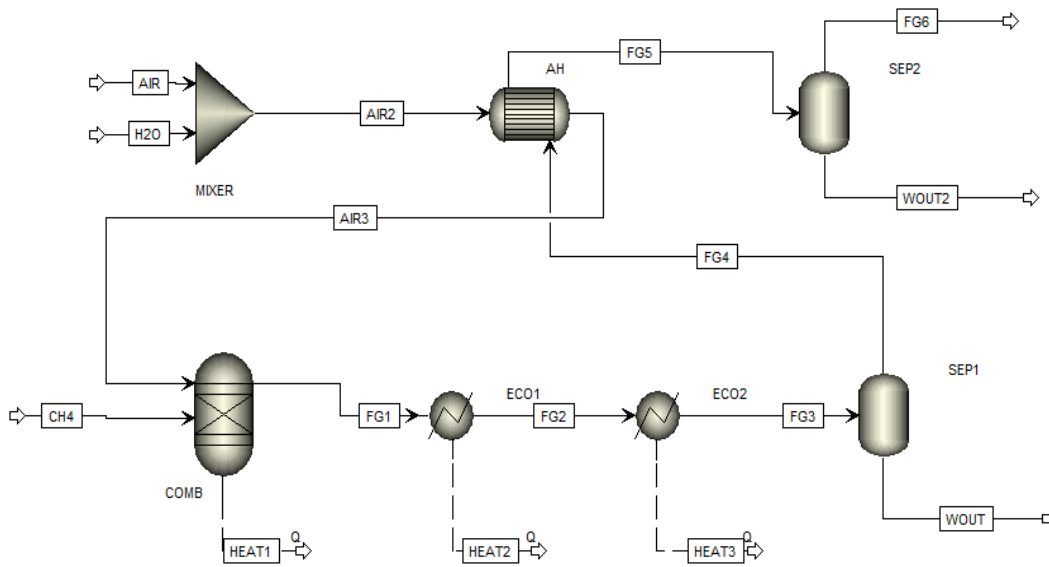 FG6
FG5
AH
SEP2
AIR
AIR2
H2O
MIXER
WOUT2
AIR3
FG4
SEP1
CH4
FG1
ECO1
FG2
ECO2
FG3
COMB
WOUT
HEAT1
Q
HEAT2
Q
HEAT3
Q